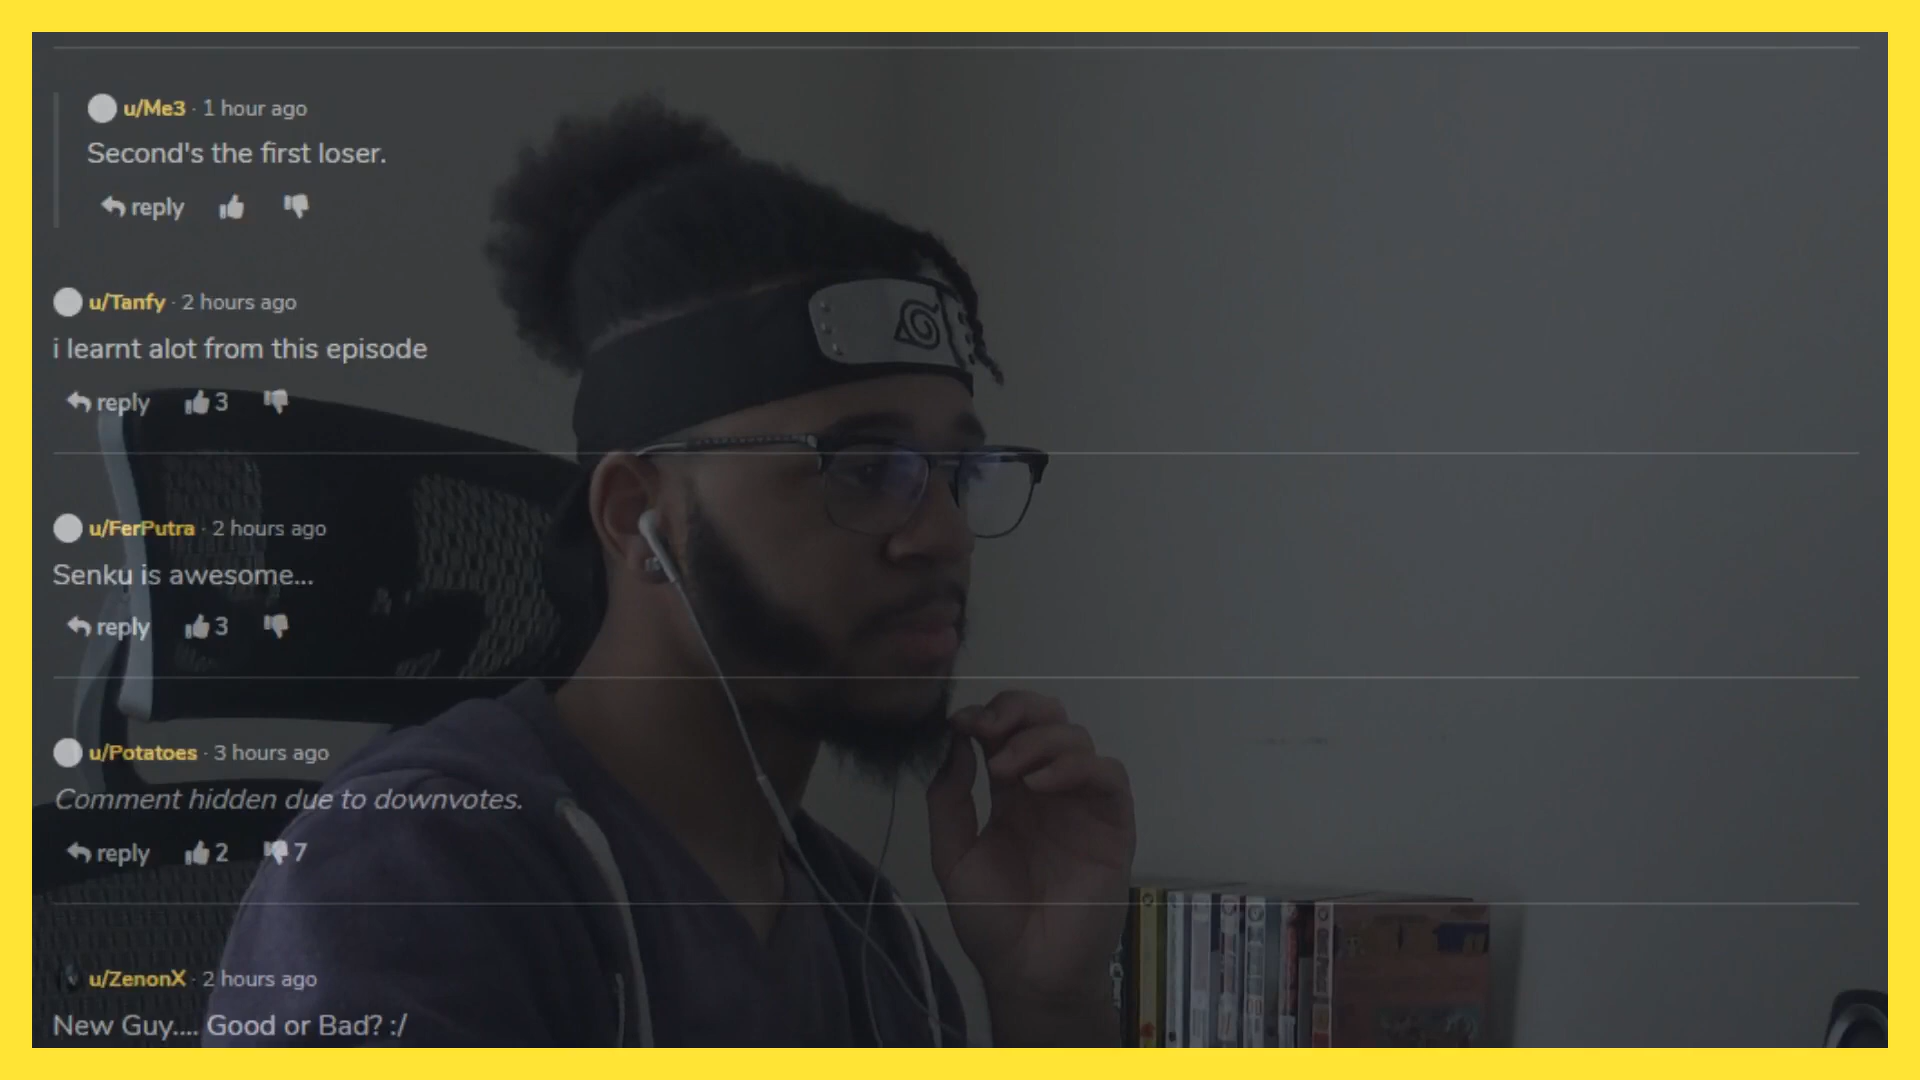 u/Me3 · 1 hour ago
Second's the first loser.
reply
u/Tanfy · 2 hours ago
i learnt alot from this episode
reply 3
u/FerPutra · 2 hours ago
Senku is awesome...
reply 3
u/Potatoes · 3 hours ago
Comment hidden due to downvotes.
reply 2 7
u/ZenonX · 2 hours ago
New Guy.... Good or Bad? :/